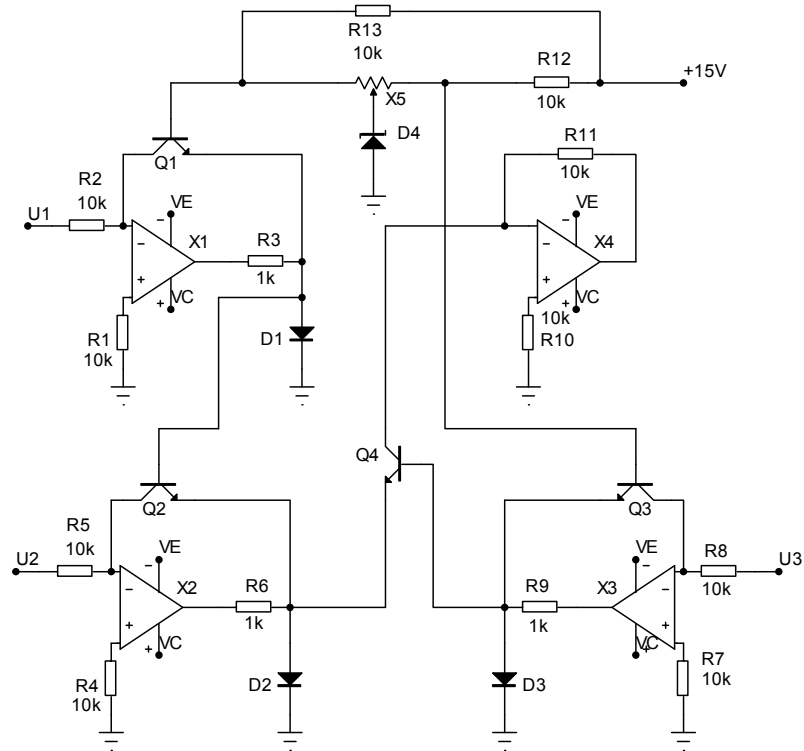 R13
10k
R12
10k
+15V
X5
D4
Q1
R11
10k
R2
10k
U1
VE
−
X1
−
+
VC
+
R3
1k
VE
−
X4
−
+
VC
+
10k
R10
R1
10k
D1
Q2
Q4
Q3
R5
10k
U2
VE
−
X2
−
+
VC
+
R6
1k
R9
1k
X3
VE
−
−
+
VC
+
R8
10k
U3
R4
10k
D2
D3
R7
10k